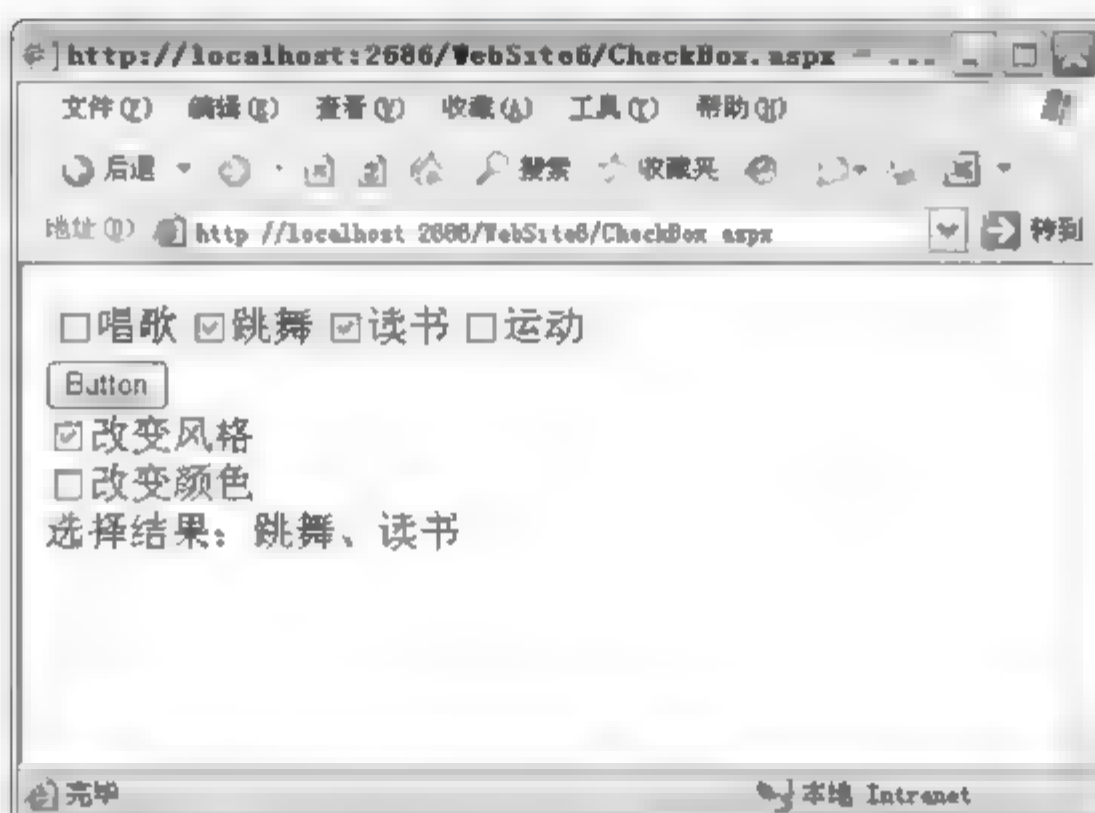 http://localhost:2686/WebSite6/CheckBox.aspx - ...
文件(F) 编辑(E) 查看(V) 收藏(A) 工具(T) 帮助(H)
后退 搜索 收藏夹
地址(D) http //localhost 2686/WebSite6/CheckBox aspx 转到
唱歌 跳舞 读书 运动
Button
改变风格
改变颜色
选择结果：跳舞、读书
完毕 本地 Intranet